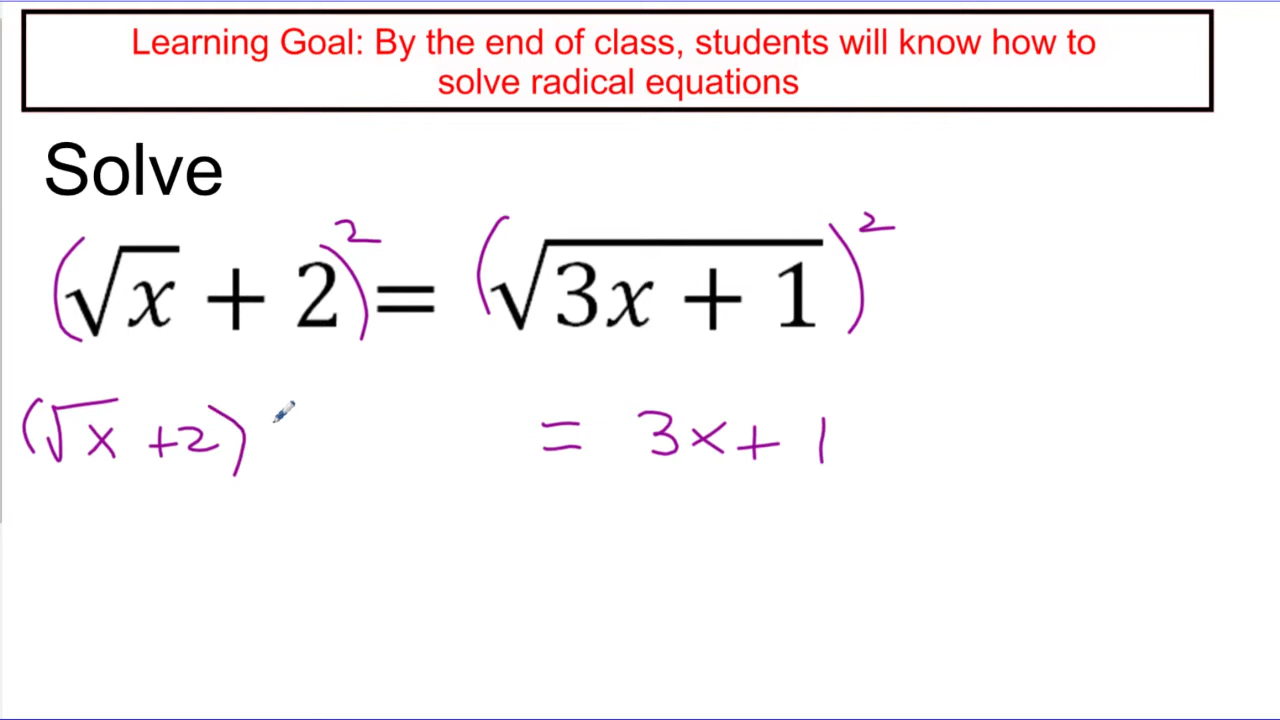 Learning Goal: By the end of class, students will know how to
solve radical equations
Solve
(√x + 2)² = (√(3x + 1))²
(√x +2) = 3x+1